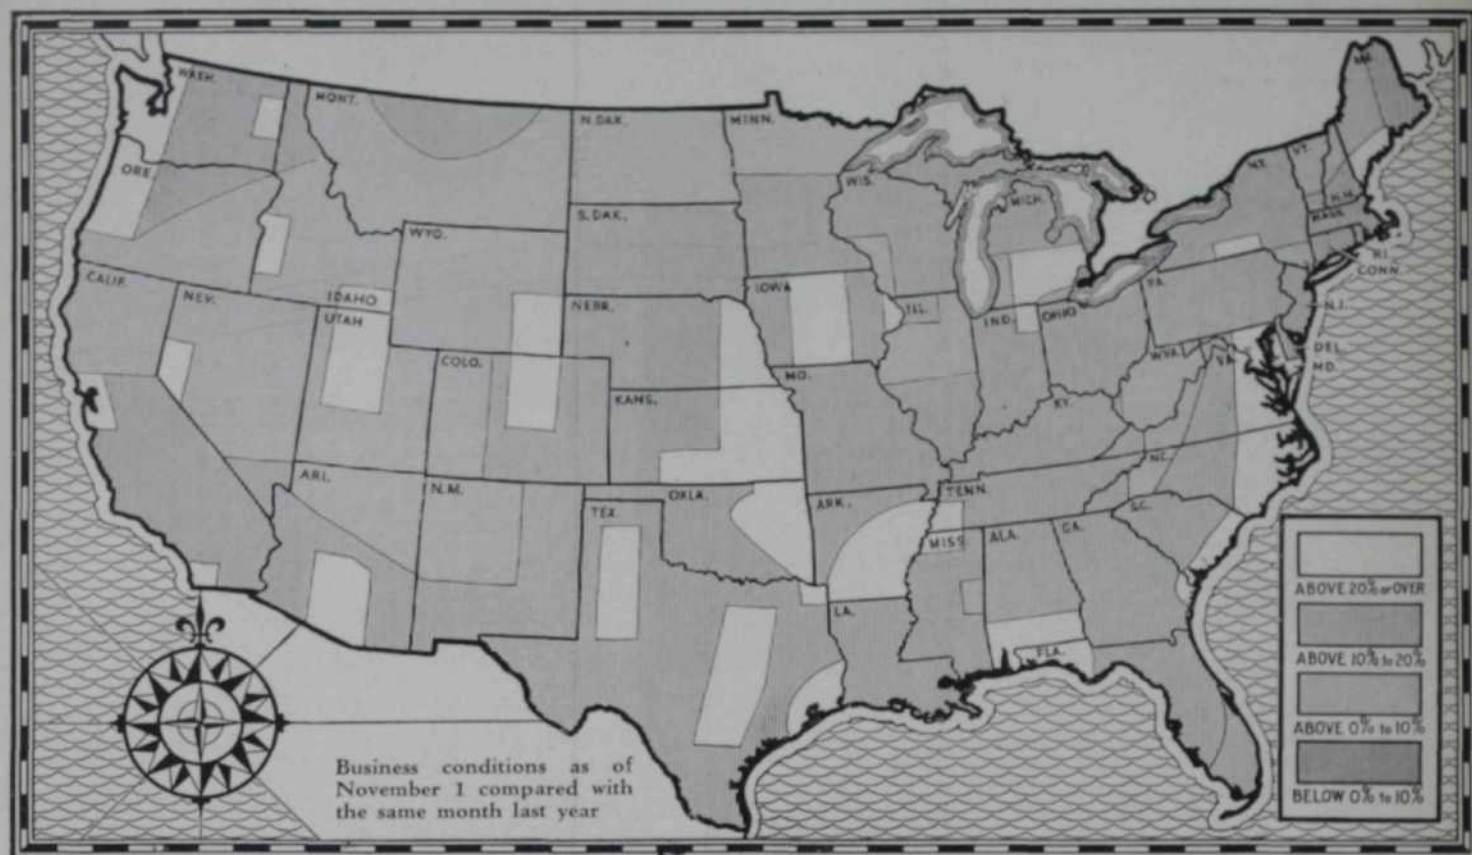 WASH.
MONT.
N.DAK.
MINN.
ME.
ORE.
WIS.
MICH.
N.Y.
VT.
N.H.
MASS.
S.DAK.
WYO.
R.I.
CONN.
CALIF.
NEV.
IDAHO
UTAH
NEBR.
IOWA
ILL.
IND.
OHIO
PA.
N.J.
COLO.
DEL.
MD.
W.VA.
VA.
KANS.
MO.
KY.
ARI.
N.M.
OKLA.
ARK.
TENN.
N.C.
TEX.
S.C.
MISS.
ALA.
GA.
LA.
FLA.
ABOVE 20% or OVER
ABOVE 10% to 20%
ABOVE 0% to 10%
BELOW 0% to 10%
Business conditions as of
November 1 compared with
the same month last year